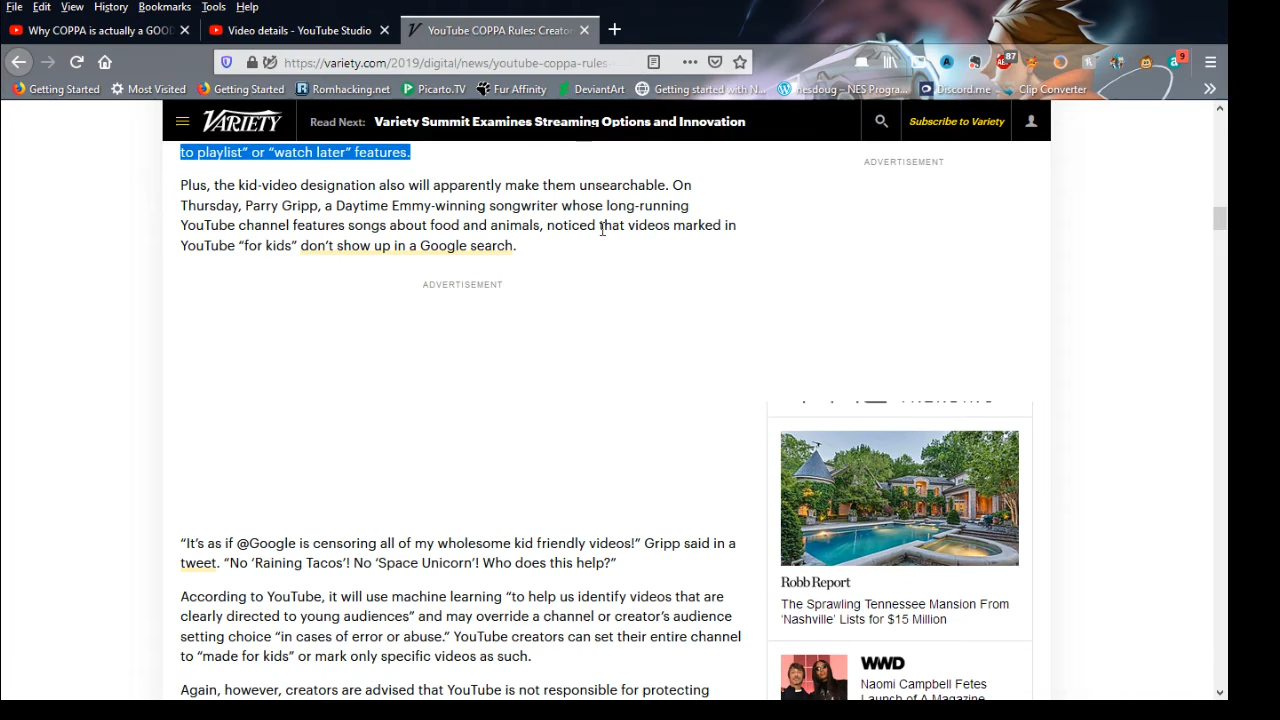 File Edit View History Bookmarks Tools Help
Why COPPA is actually a GOOD
Video details - YouTube Studio
YouTube COPPA Rules: Creator
https://variety.com/2019/digital/news/youtube-coppa-rules
87
9
Getting Started Most Visited Getting Started Romhacking.net Picarto.TV Fur Affinity DeviantArt Getting started with N... nesdoug - NES Progra... Discord.me Clip Converter
VARIETY Read Next: Variety Summit Examines Streaming Options and Innovation Subscribe to Variety
to playlist” or “watch later” features.
ADVERTISEMENT
Plus, the kid-video designation also will apparently make them unsearchable. On
Thursday, Parry Gripp, a Daytime Emmy-winning songwriter whose long-running
YouTube channel features songs about food and animals, noticed that videos marked in
YouTube “for kids” don’t show up in a Google search.
ADVERTISEMENT
“It’s as if @Google is censoring all of my wholesome kid friendly videos!” Gripp said in a
tweet. “No ‘Raining Tacos’! No ‘Space Unicorn’! Who does this help?”
According to YouTube, it will use machine learning “to help us identify videos that are
clearly directed to young audiences” and may override a channel or creator’s audience
setting choice “in cases of error or abuse.” YouTube creators can set their entire channel
to “made for kids” or mark only specific videos as such.
Again, however, creators are advised that YouTube is not responsible for protecting
Robb Report
The Sprawling Tennessee Mansion From
‘Nashville’ Lists for $15 Million
WWD
Naomi Campbell Fetes
Launch of A Magazine